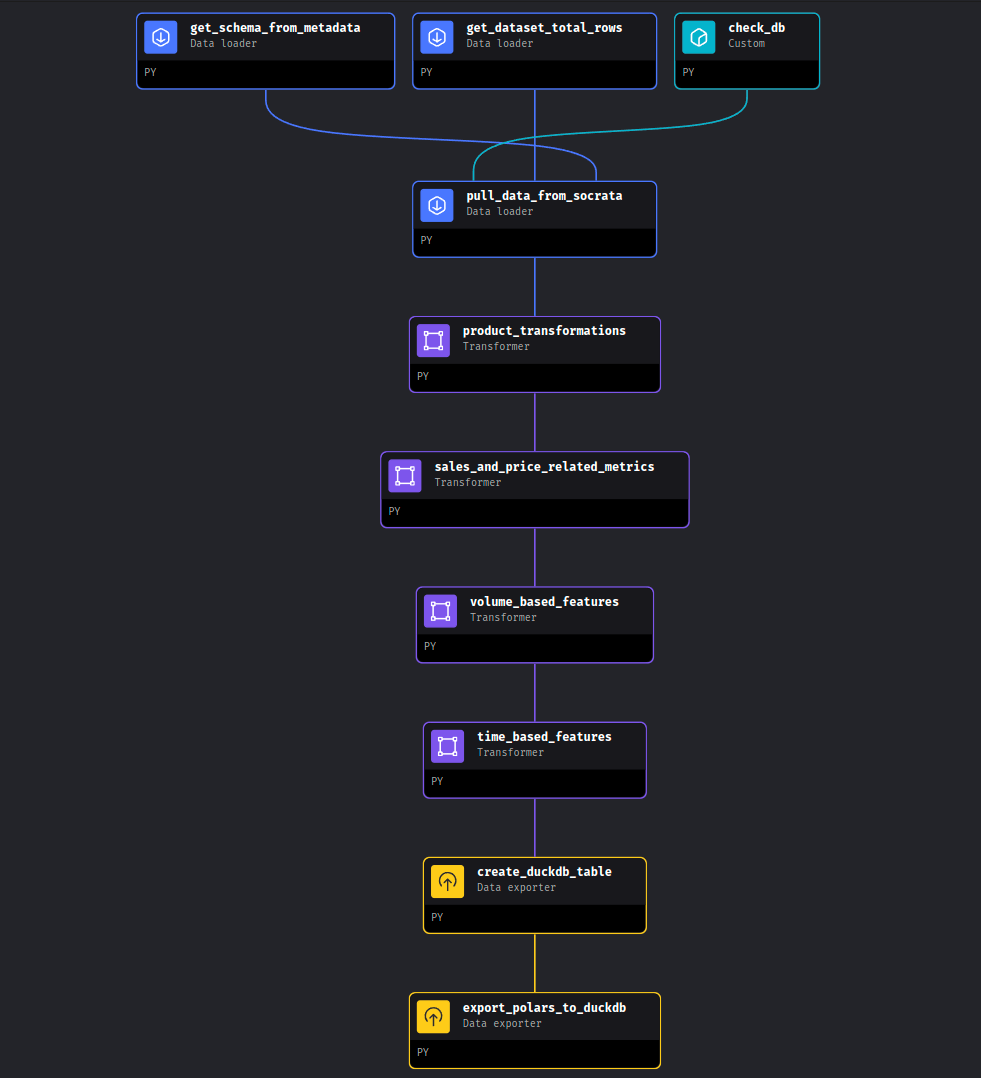 get_schema_from_metadata
Data loader
PY
get_dataset_total_rows
Data loader
PY
check_db
Custom
PY
pull_data_from_socrata
Data loader
PY
product_transformations
Transformer
PY
sales_and_price_related_metrics
Transformer
PY
volume_based_features
Transformer
PY
time_based_features
Transformer
PY
create_duckdb_table
Data exporter
PY
export_polars_to_duckdb
Data exporter
PY